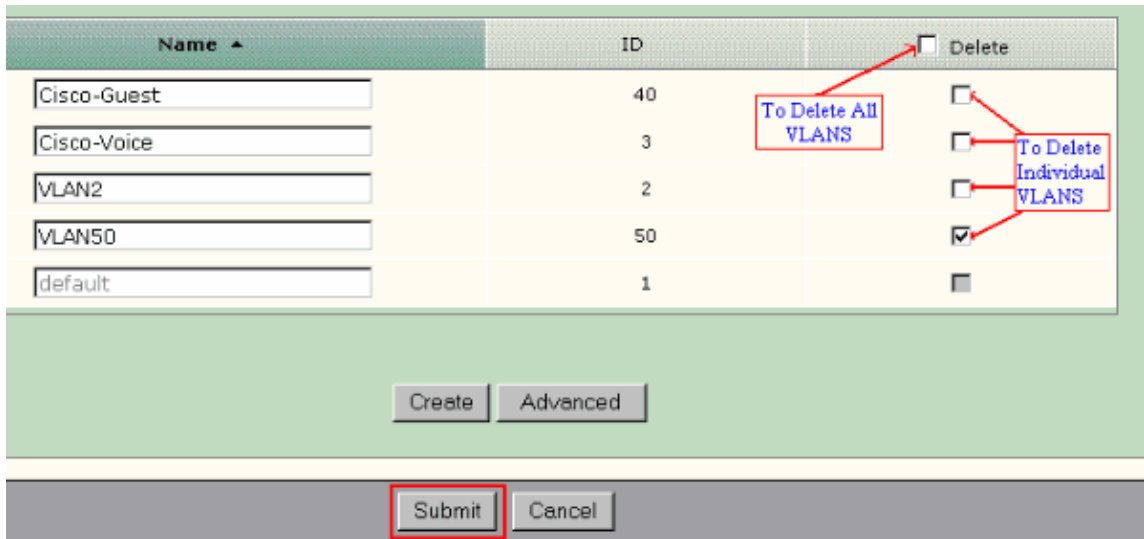 Name ▲ ID Delete
Cisco-Guest 40
To Delete All
VLANS
Cisco-Voice 3
To Delete
Individual
VLANS
VLAN2 2
VLAN50 50
default 1
Create Advanced
Submit Cancel